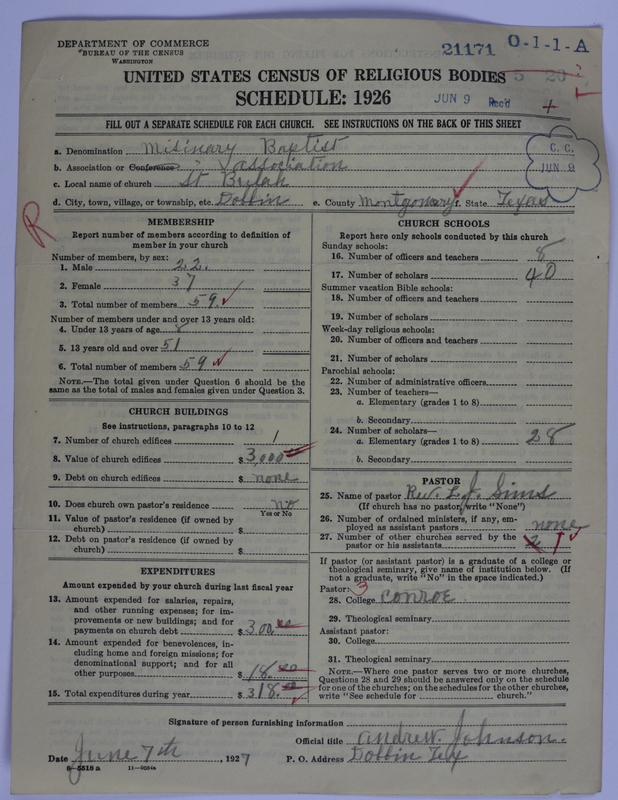 DEPARTMENT OF COMMERCE
BUREAU OF THE CENSUS
WASHINGTON
21171 O-1-1-A
UNITED STATES CENSUS OF RELIGIOUS BODIES
SCHEDULE: 1926
JUN 9 Rec'd
FILL OUT A SEPARATE SCHEDULE FOR EACH CHURCH. SEE INSTRUCTIONS ON THE BACK OF THIS SHEET
C. C.
JUN 9
a. Denomination Misinary Baptist
b. Association or Conference association
c. Local name of church St Bulah
d. City, town, village, or township, etc. Dobbin e. County Montgomery f. State Texas
R
MEMBERSHIP
Report number of members according to definition of
member in your church
Number of members, by sex:
1. Male 22.
2. Female 37
3. Total number of members 59
Number of members under and over 13 years old:
4. Under 13 years of age 8
5. 13 years old and over 51
6. Total number of members 59
NOTE.—The total given under Question 6 should be the
same as the total of males and females given under Question 3.
CHURCH BUILDINGS
See instructions, paragraphs 10 to 12
7. Number of church edifices 1
8. Value of church edifices $3,000
9. Debt on church edifices $ none
10. Does church own pastor's residence no
Yes or No
11. Value of pastor's residence (if owned by
church) $
12. Debt on pastor's residence (if owned by
church) $
EXPENDITURES
Amount expended by your church during last fiscal year
13. Amount expended for salaries, repairs,
and other running expenses; for im-
provements or new buildings; and for
payments on church debt $300.00
14. Amount expended for benevolences, in-
cluding home and foreign missions; for
denominational support; and for all
other purposes $18.00
15. Total expenditures during year $318.00
CHURCH SCHOOLS
Report here only schools conducted by this church
Sunday schools:
16. Number of officers and teachers 8
17. Number of scholars 40
Summer vacation Bible schools:
18. Number of officers and teachers
19. Number of scholars
Week-day religious schools:
20. Number of officers and teachers
21. Number of scholars
Parochial schools:
22. Number of administrative officers
23. Number of teachers—
a. Elementary (grades 1 to 8)
b. Secondary
24. Number of scholars—
a. Elementary (grades 1 to 8) 28
b. Secondary
PASTOR
25. Name of pastor Rev. L. J. Sims
(If church has no pastor, write "None")
26. Number of ordained ministers, if any, em-
ployed as assistant pastors none
27. Number of other churches served by the
pastor or his assistants 2 1
If pastor (or assistant pastor) is a graduate of a college or
theological seminary, give name of institution below. (If
not a graduate, write "No" in the space indicated.)
Pastor: 3
28. College Conroe
29. Theological seminary
Assistant pastor:
30. College
31. Theological seminary
NOTE.—Where one pastor serves two or more churches,
Questions 28 and 29 should be answered only on the schedule
for one of the churches; on the schedules for the other churches,
write "See schedule for church."
Signature of person furnishing information
Official title Andrew Johnson.
Date June 7th, 1927 P. O. Address Dobbin Tex
8-5518 a 11-9084a